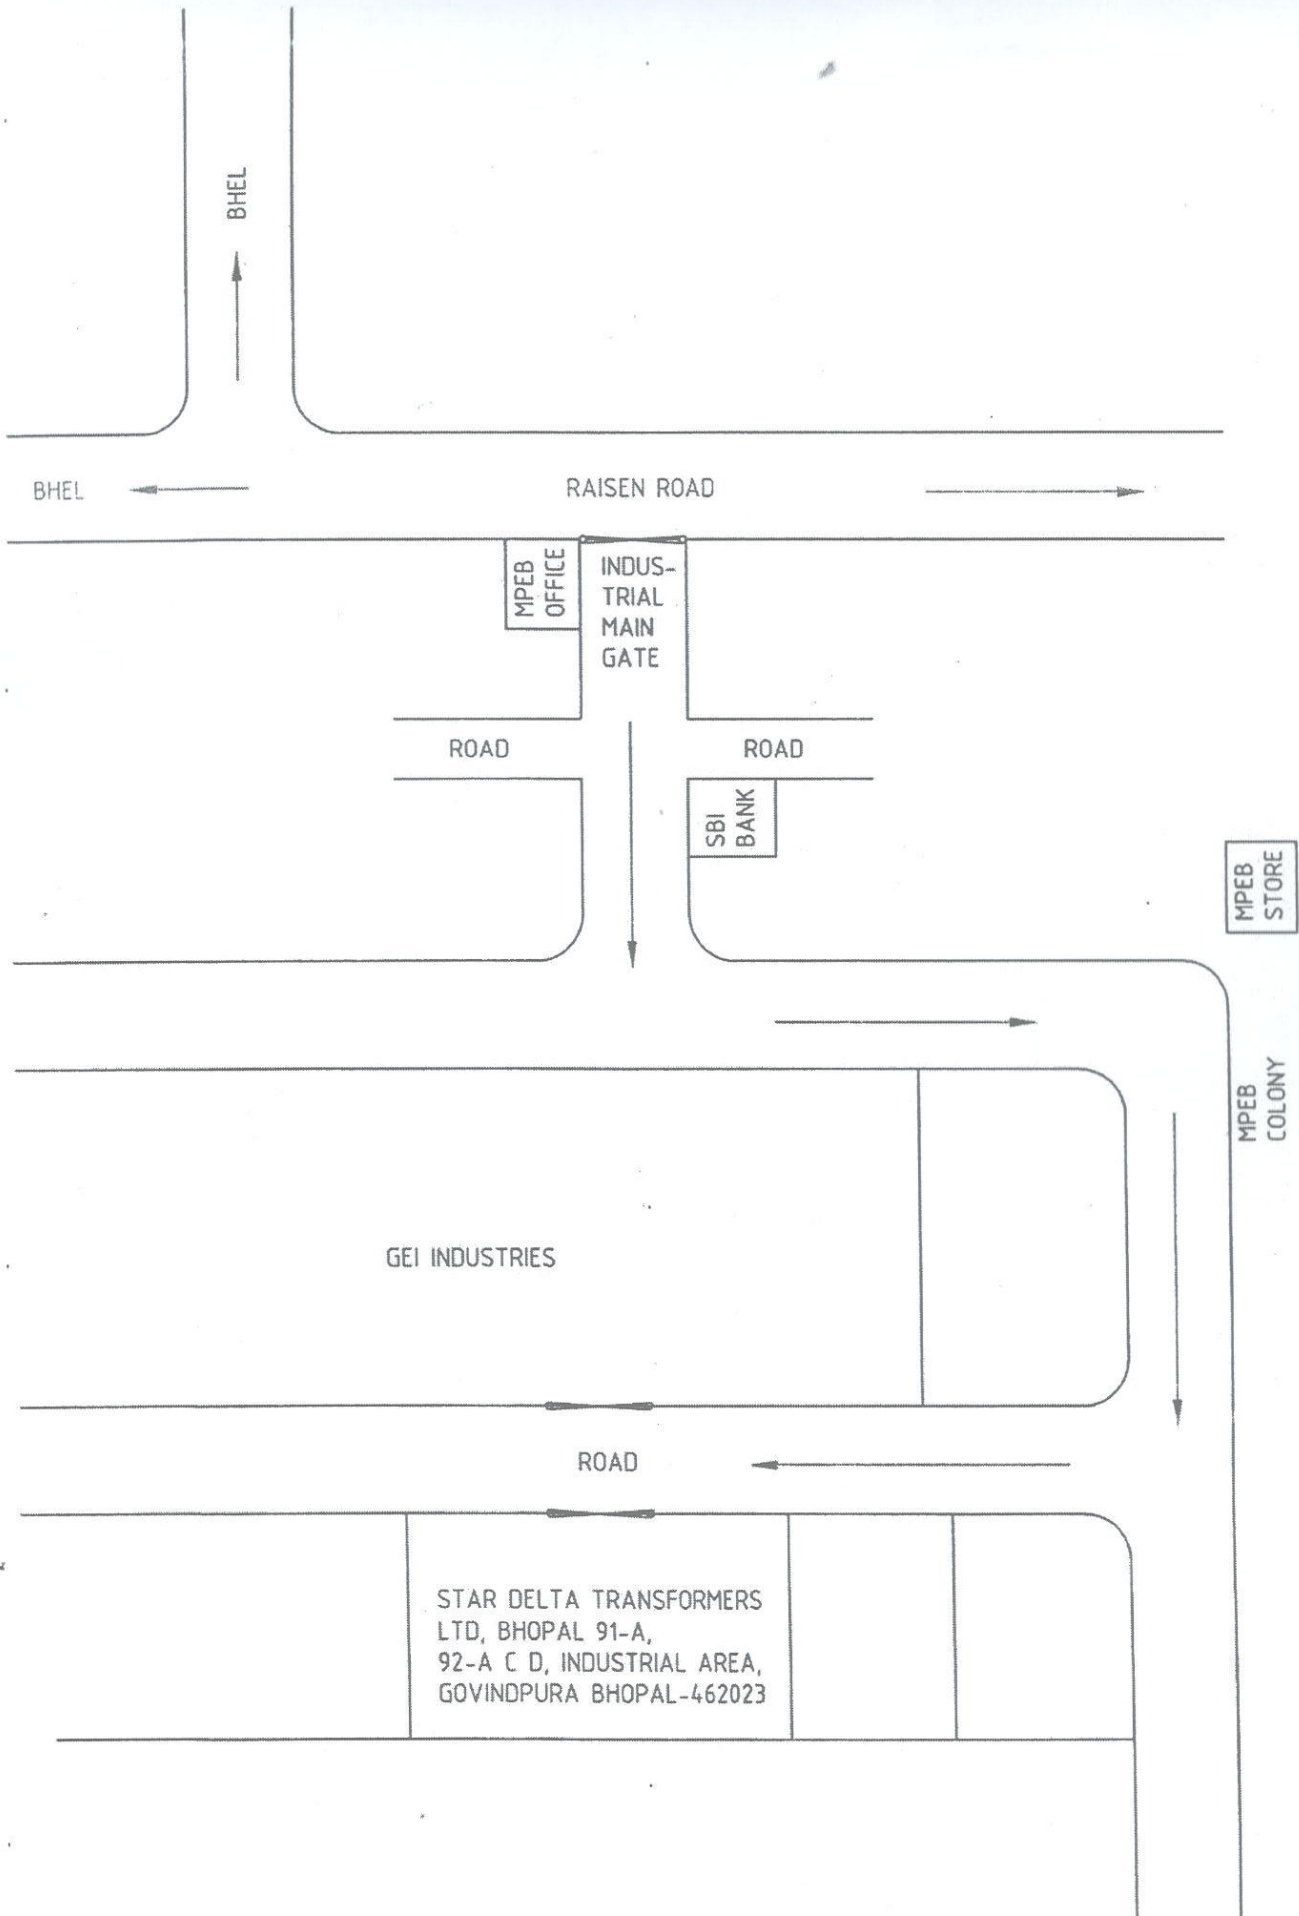 BHEL
BHEL
RAISEN ROAD
MPEB
OFFICE
INDUS-
TRIAL
MAIN
GATE
ROAD
ROAD
SBI
BANK
MPEB
STORE
MPEB
COLONY
GEI INDUSTRIES
ROAD
STAR DELTA TRANSFORMERS
LTD, BHOPAL 91-A,
92-A C D, INDUSTRIAL AREA,
GOVINDPURA BHOPAL-462023